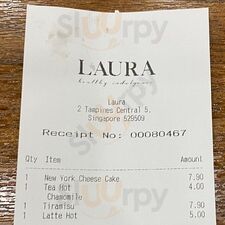 Sluurpy
LAURA
healthy indulgence
Laura
2 Tampines Central 5,
Singapore 529509
Receipt No: 00080467
Qty Item Amount
1 New York Cheese Cake 7.90
1 Tea Hot 4.00
Chamomile
1 Tiramisu 7.90
1 Latte Hot 5.00